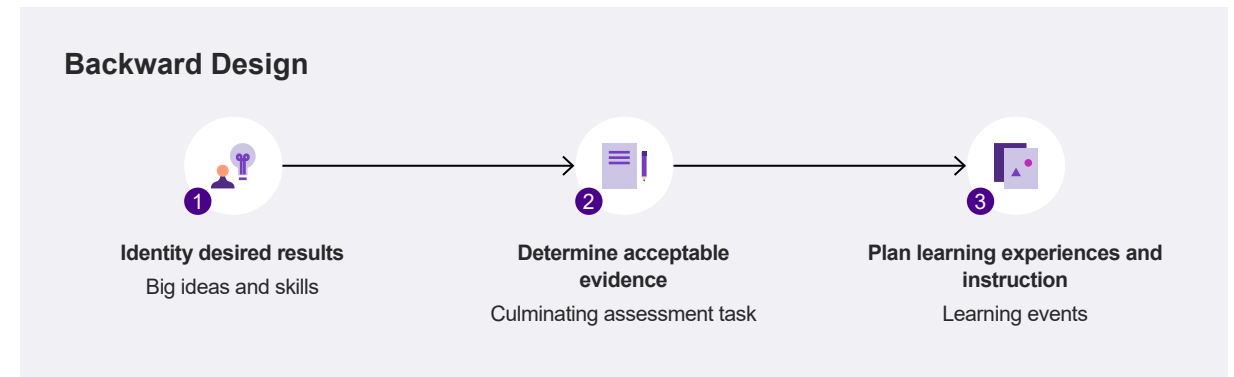 Backward Design
1
2
3
Identity desired results
Big ideas and skills
Determine acceptable
evidence
Culminating assessment task
Plan learning experiences and
instruction
Learning events